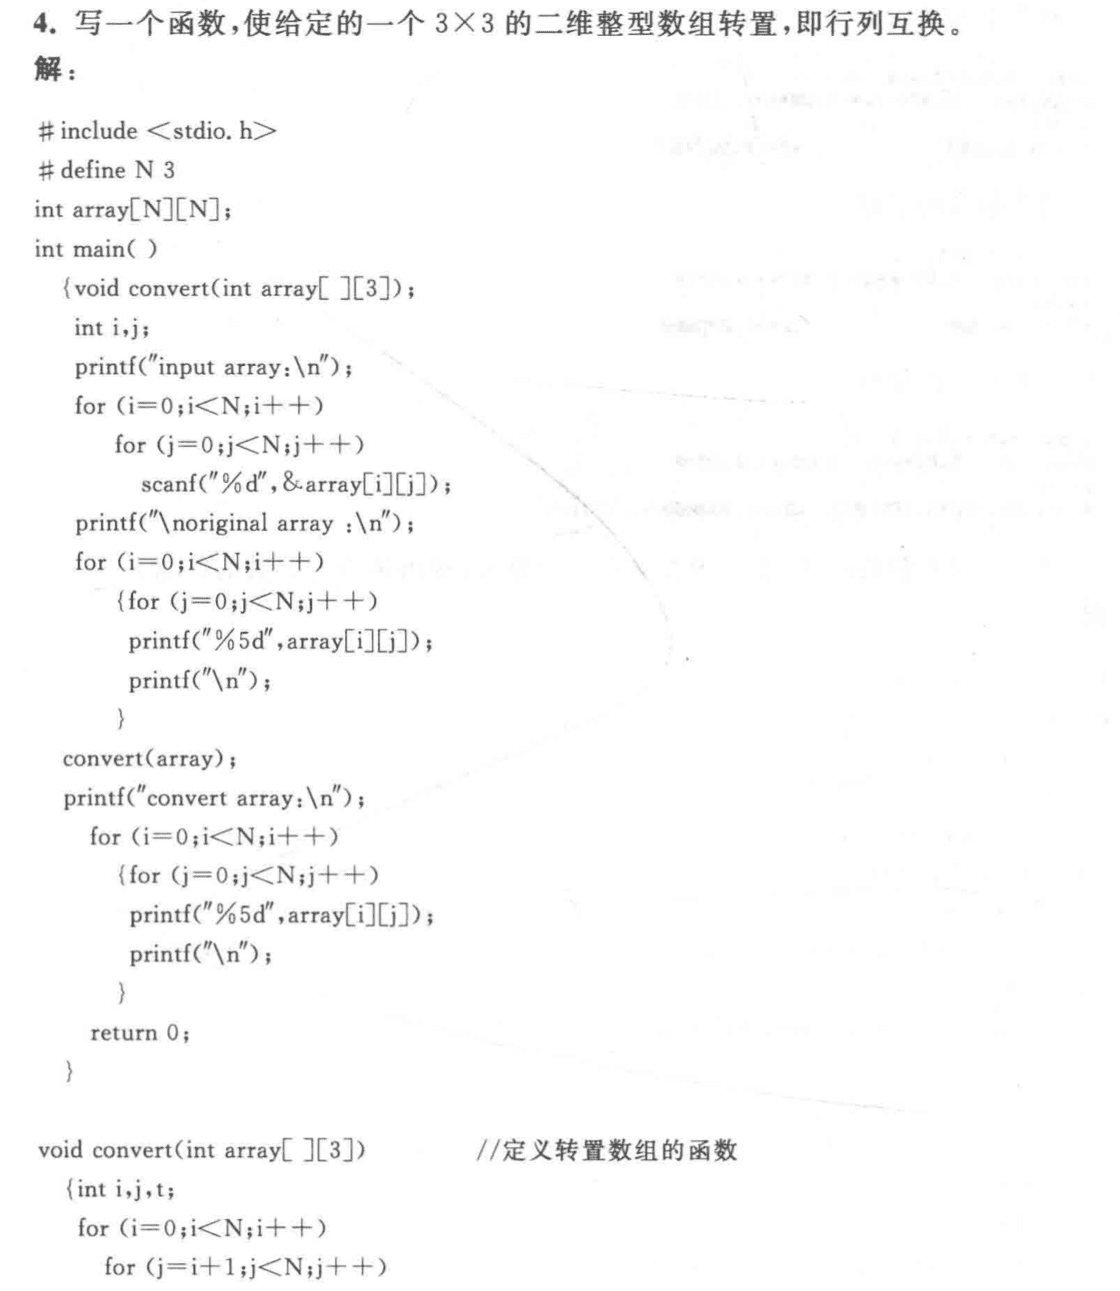 4. 写一个函数,使给定的一个 3×3 的二维整型数组转置,即行列互换。
解:
#include <stdio.h>
#define N 3
int array[N][N];
int main( )
{void convert(int array[ ][3]);
int i,j;
printf("input array:\n");
for (i=0;i<N;i++)
for (j=0;j<N;j++)
scanf("%d",&array[i][j]);
printf("\noriginal array :\n");
for (i=0;i<N;i++)
{for (j=0;j<N;j++)
printf("%5d",array[i][j]);
printf("\n");
}
convert(array);
printf("convert array:\n");
for (i=0;i<N;i++)
{for (j=0;j<N;j++)
printf("%5d",array[i][j]);
printf("\n");
}
return 0;
}
void convert(int array[ ][3]) //定义转置数组的函数
{int i,j,t;
for (i=0;i<N;i++)
for (j=i+1;j<N;j++)